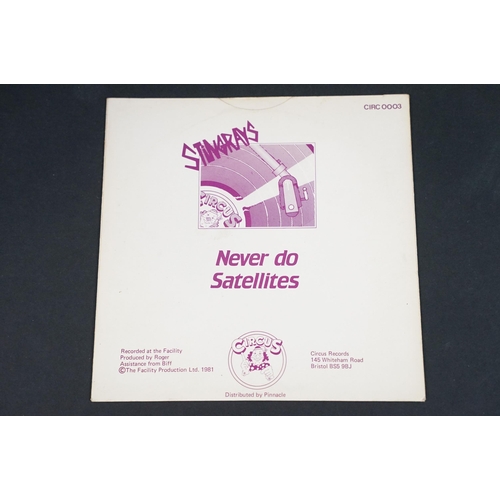 CIRC 0003
STINGRAYS
CIRCUS
Never do
Satellites
Recorded at the Facility
Produced by Roger
Assistance from Biff
©The Facility Production Ltd. 1981
CIRCUS
Circus Records
145 Whiteham Road
Bristol BS5 9BJ
Distributed by Pinnacle